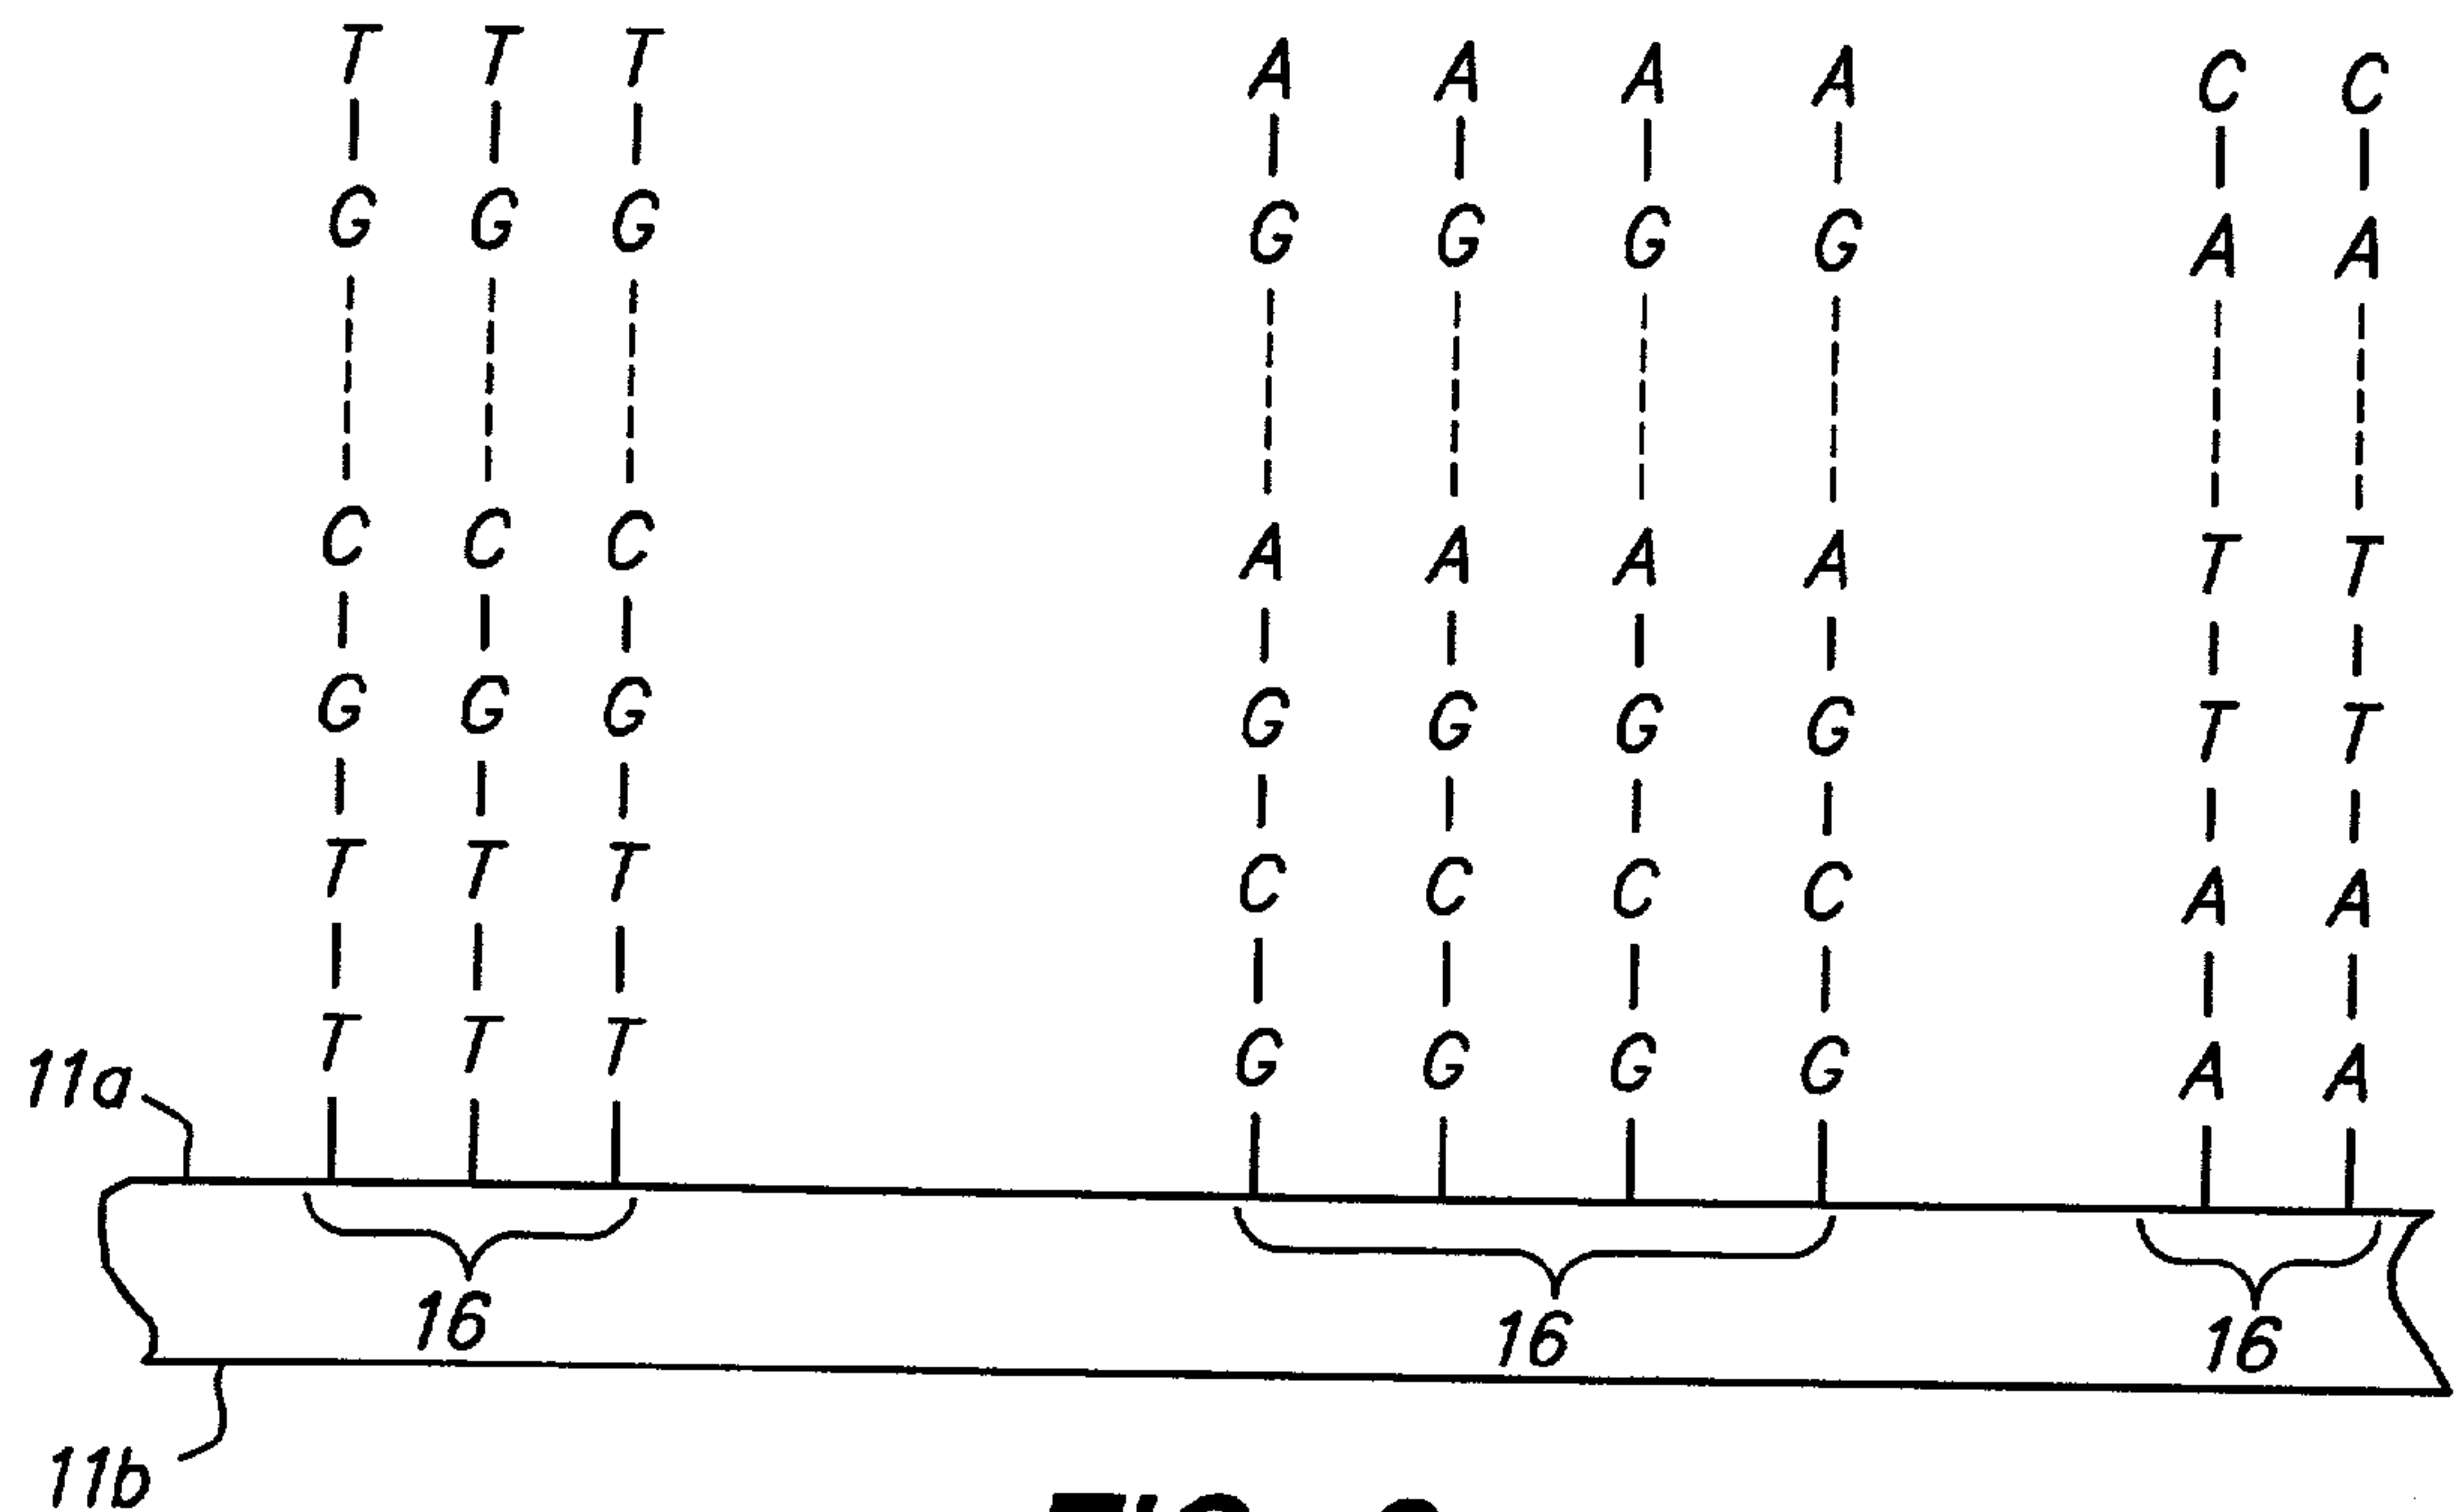 T T T A A A A C C
G G G G G G G A A
C C C A A A A T T
G G G G G G G T T
T T T C C C C A A
T T T G G G G A A
11a
16 16 16
11b